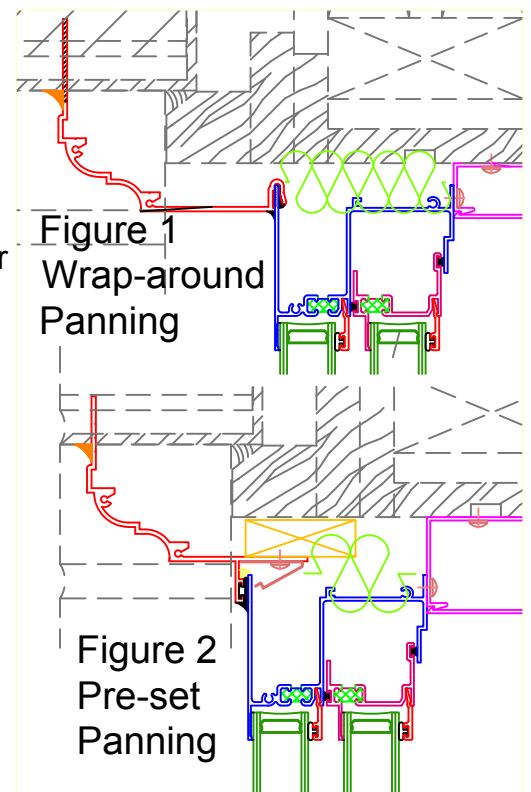 r
Figure 1
Wrap-around
Panning
Figure 2
Pre-set
Panning